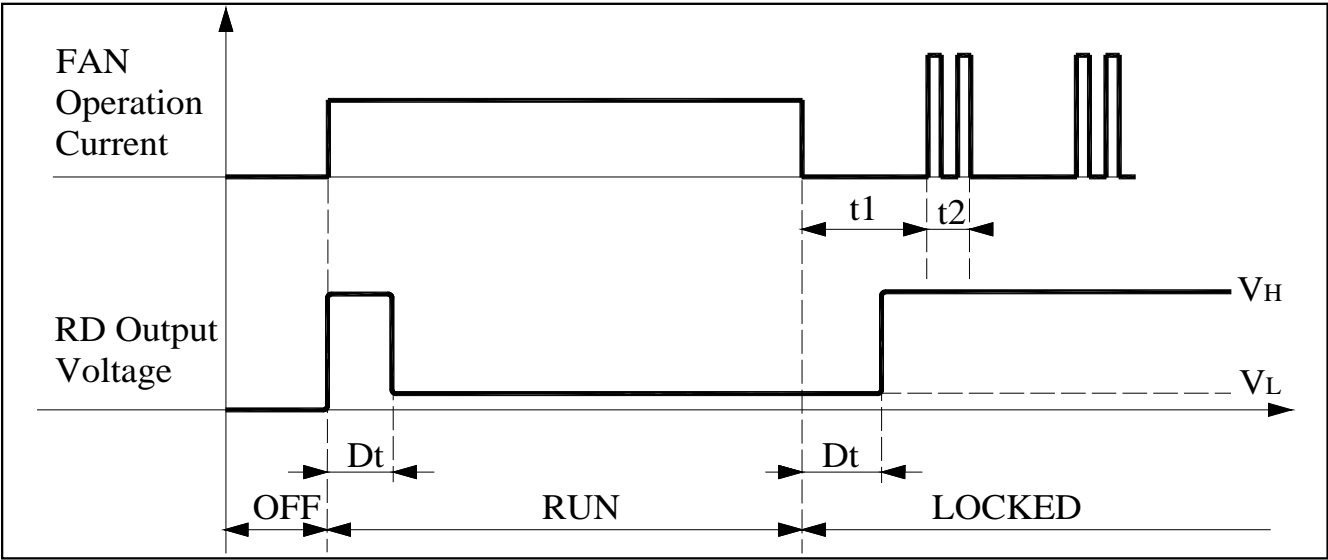 FAN
Operation
Current
t1
t2
VH
RD Output
Voltage
VL
Dt
Dt
OFF
RUN
LOCKED